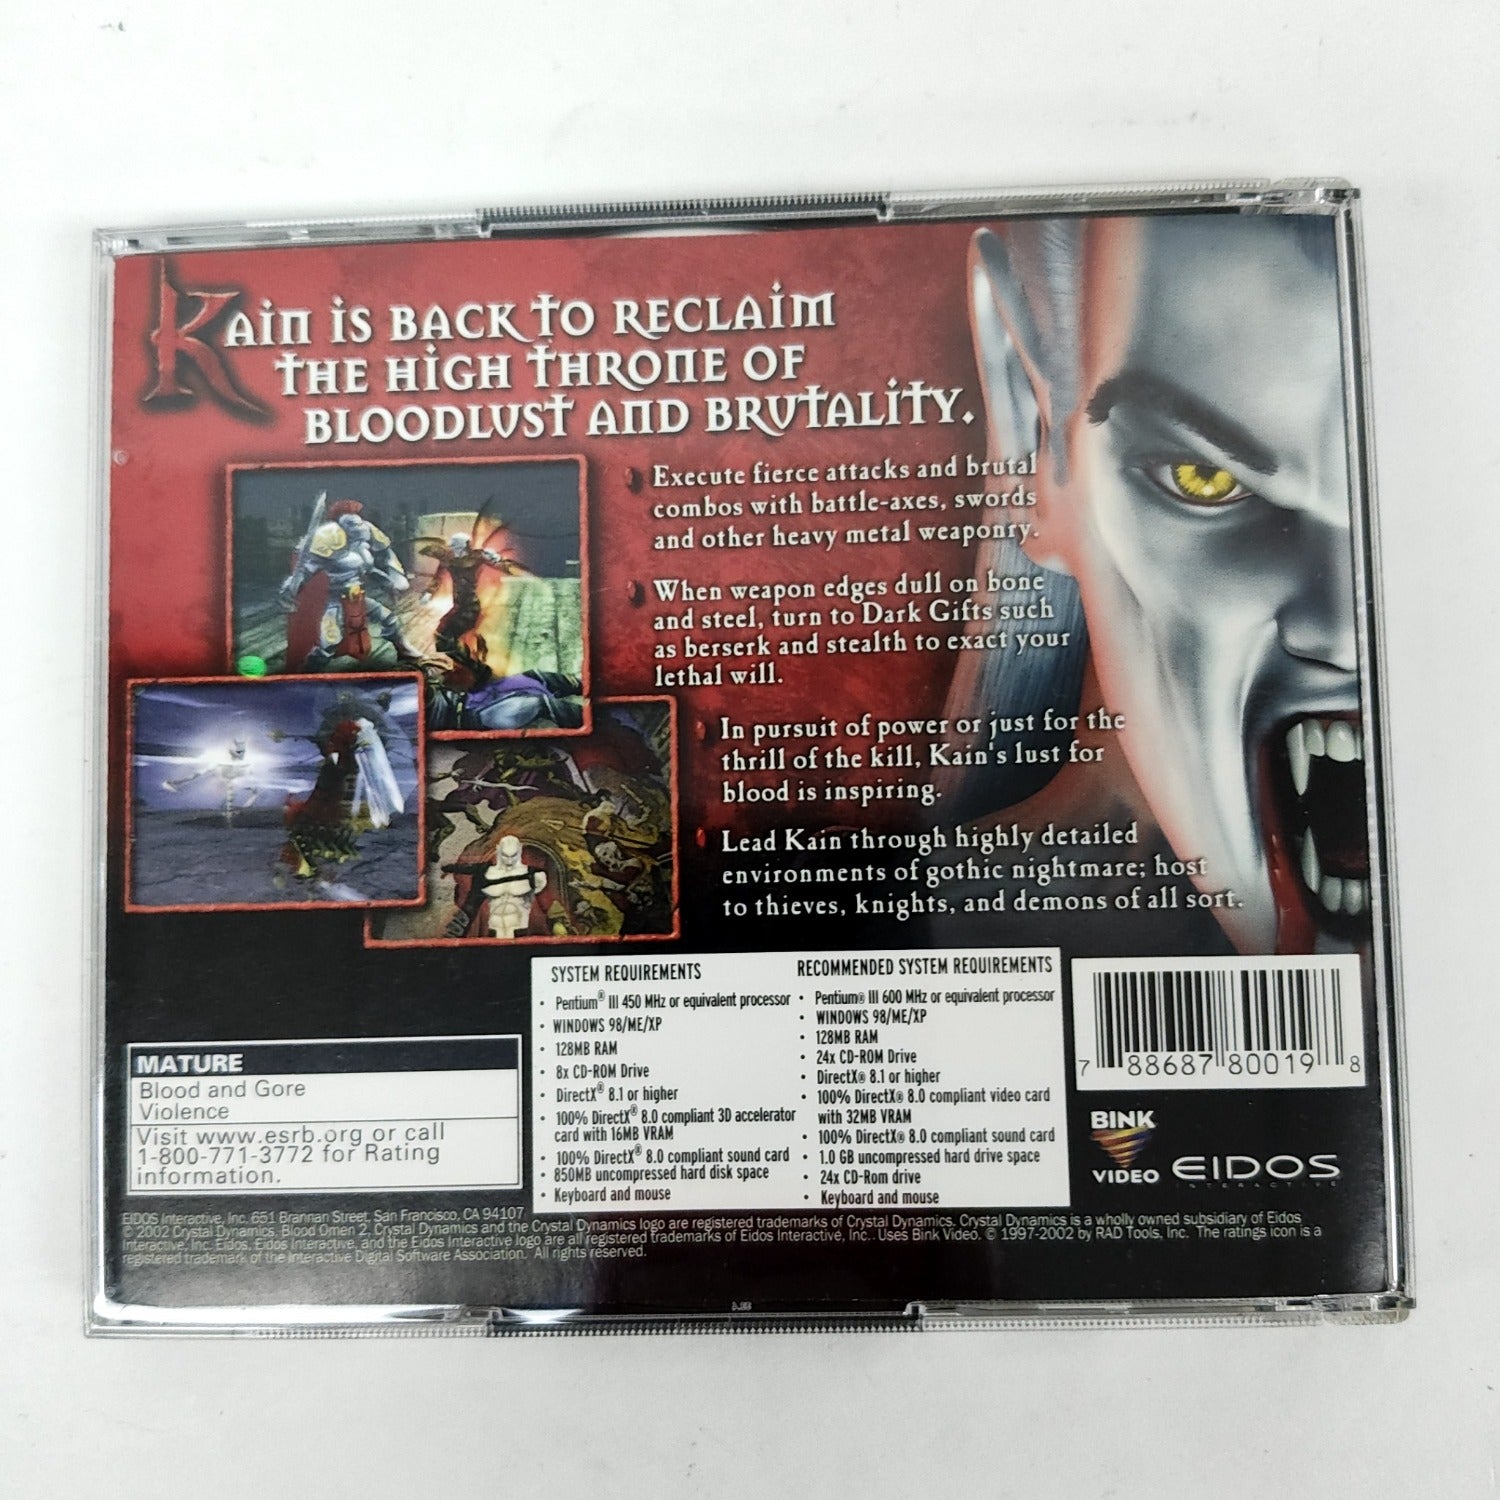 Kain is back to reclaim
the high throne of
bloodlust and brutality.
Execute fierce attacks and brutal
combos with battle-axes, swords
and other heavy metal weaponry.
When weapon edges dull on bone
and steel, turn to Dark Gifts such
as berserk and stealth to exact your
lethal will.
In pursuit of power or just for the
thrill of the kill, Kain's lust for
blood is inspiring.
Lead Kain through highly detailed
environments of gothic nightmare; host
to thieves, knights, and demons of all sort.
SYSTEM REQUIREMENTS
• Pentium® III 450 MHz or equivalent processor
• WINDOWS 98/ME/XP
• 128MB RAM
• 8x CD-ROM Drive
• DirectX® 8.1 or higher
• 100% DirectX® 8.0 compliant 3D accelerator
card with 16MB VRAM
• 100% DirectX® 8.0 compliant sound card
• 850MB uncompressed hard disk space
• Keyboard and mouse
RECOMMENDED SYSTEM REQUIREMENTS
• Pentium® III 600 MHz or equivalent processor
• WINDOWS 98/ME/XP
• 128MB RAM
• 24x CD-ROM Drive
• DirectX® 8.1 or higher
• 100% DirectX® 8.0 compliant video card
with 32MB VRAM
• 100% DirectX® 8.0 compliant sound card
• 1.0 GB uncompressed hard drive space
• 24x CD-Rom drive
• Keyboard and mouse
7 88687 80019 8
MATURE
Blood and Gore
Violence
Visit www.esrb.org or call
1-800-771-3772 for Rating
information.
BINK
VIDEO
EIDOS
INTERACTIVE
EIDOS Interactive, Inc. 651 Brannan Street, San Francisco, CA 94107
© 2002 Crystal Dynamics. Blood Omen 2, Crystal Dynamics and the Crystal Dynamics logo are registered trademarks of Crystal Dynamics. Crystal Dynamics is a wholly owned subsidiary of Eidos
Interactive, Inc. Eidos, Eidos Interactive, and the Eidos Interactive logo are all registered trademarks of Eidos Interactive, Inc.. Uses Bink Video. © 1997-2002 by RAD Tools, Inc. The ratings icon is a
registered trademark of the Interactive Digital Software Association. All rights reserved.